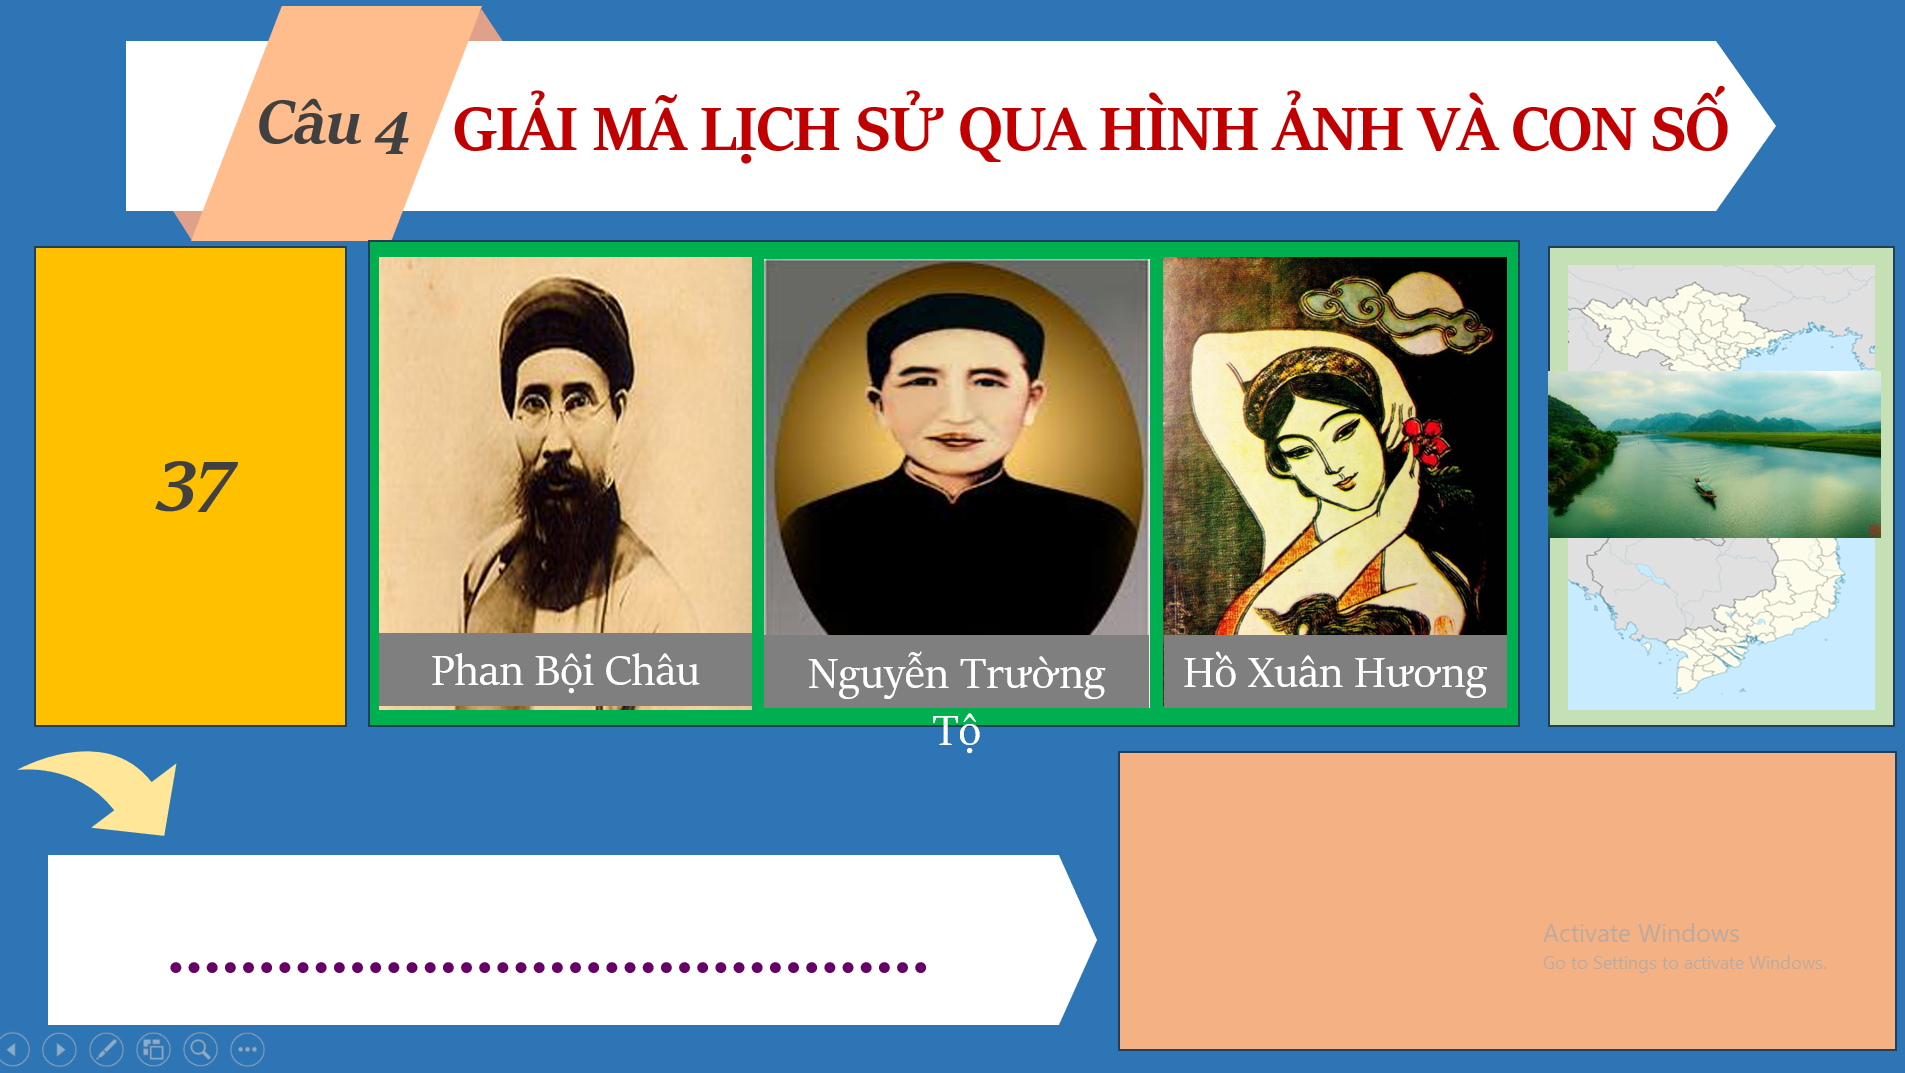 Câu 4
GIẢI MÃ LỊCH SỬ QUA HÌNH ẢNH VÀ CON SỐ
37
Phan Bội Châu
Nguyễn Trường
Tộ
Hồ Xuân Hương
................................................
Activate Windows
Go to Settings to activate Windows.